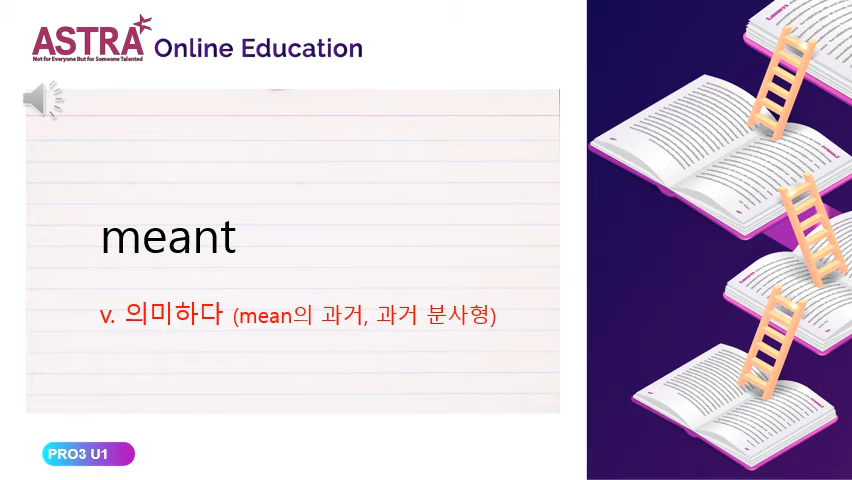 ASTRA
Not for Everyone But for Someone Talented
Online Education
meant
v. 의미하다 (mean의 과거, 과거 분사형)
PRO3 U1